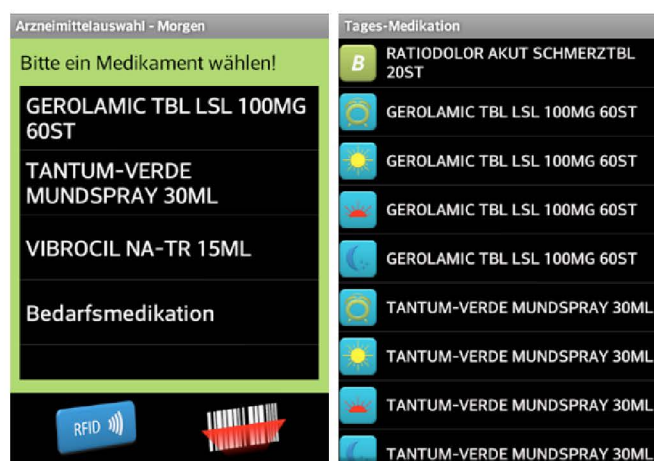 Arzneimittelauswahl - Morgen
Bitte ein Medikament wählen!
GEROLAMIC TBL LSL 100MG
60ST
TANTUM-VERDE
MUNDSPRAY 30ML
VIBROCIL NA-TR 15ML
Bedarfsmedikation
RFID
Tages-Medikation
B
RATIODOLOR AKUT SCHMERZTBL
20ST
GEROLAMIC TBL LSL 100MG 60ST
GEROLAMIC TBL LSL 100MG 60ST
GEROLAMIC TBL LSL 100MG 60ST
GEROLAMIC TBL LSL 100MG 60ST
TANTUM-VERDE MUNDSPRAY 30ML
TANTUM-VERDE MUNDSPRAY 30ML
TANTUM-VERDE MUNDSPRAY 30ML
TANTUM-VERDE MUNDSPRAY 30ML